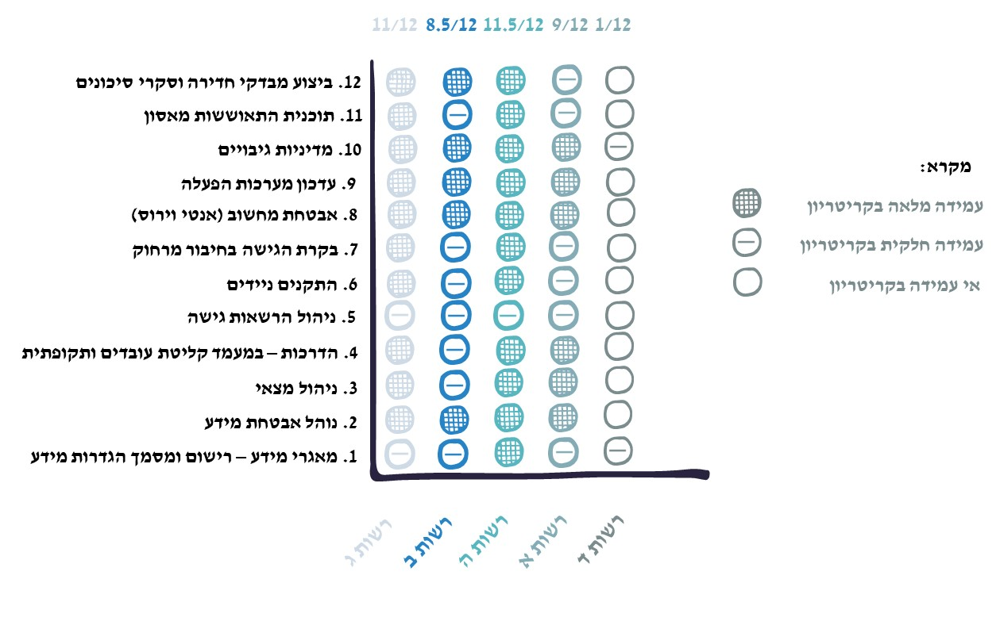 11/12 8.5/12 11.5/12 9/12 1/12
12. ביצוע מבדקי חדירה וסקרי סיכונים
11. תוכנית התאוששות מאסון
10. מדיניות גיבויים
9. עדכון מערכות הפעלה
8. אבטחת מחשוב (אנטי וירוס)
7. בקרת הגישה בחיבור מרחוק
6. התקנים ניידים
5. ניהול הרשאות גישה
4. הדרכות – במעמד קליטת עובדים ותקופתית
3. ניהול מצאי
2. נוהל אבטחת מידע
1. מאגרי מידע – רישום ומסמך הגדרות מידע
רשות ג
רשות ב
רשות ה
רשות א
רשות ד
מקרא:
עמידה מלאה בקריטריון
עמידה חלקית בקריטריון
אי עמידה בקריטריון